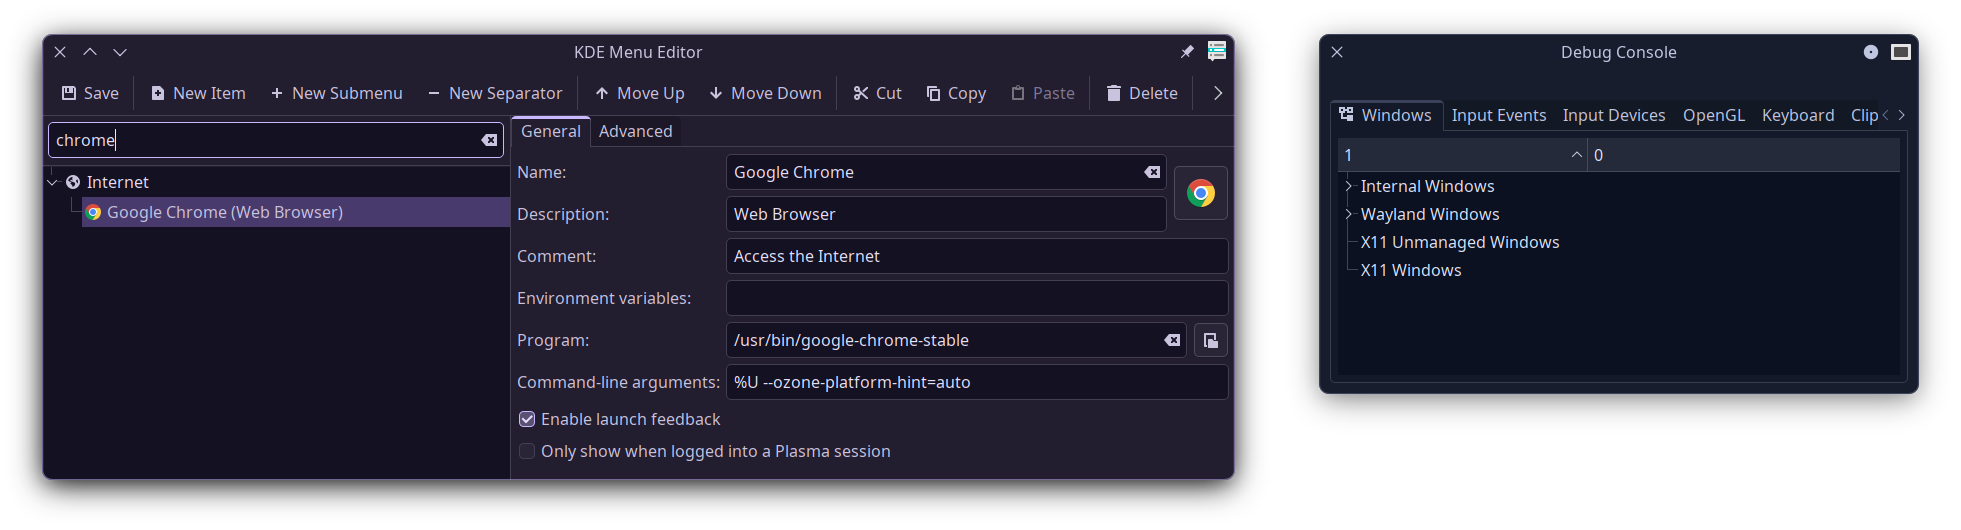 KDE Menu Editor
Save New Item New Submenu New Separator Move Up Move Down Cut Copy Paste Delete
chrome
Internet
Google Chrome (Web Browser)
General Advanced
Name: Google Chrome
Description: Web Browser
Comment: Access the Internet
Environment variables:
Program: /usr/bin/google-chrome-stable
Command-line arguments: %U --ozone-platform-hint=auto
Enable launch feedback
Only show when logged into a Plasma session
Debug Console
Windows Input Events Input Devices OpenGL Keyboard Clip
1 0
Internal Windows
Wayland Windows
X11 Unmanaged Windows
X11 Windows